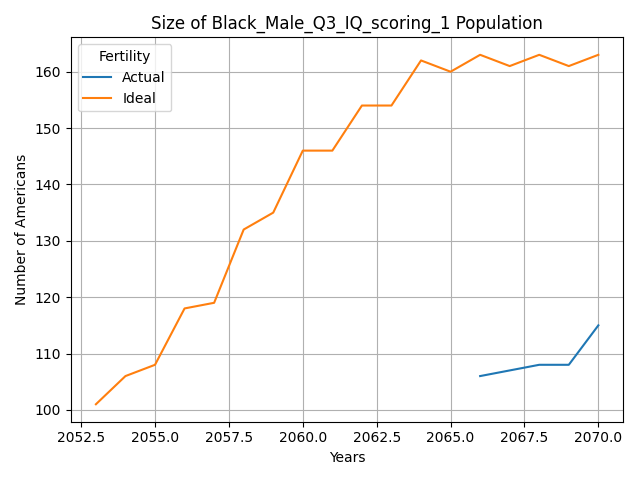 Size of Black_Male_Q3_IQ_scoring_1 Population
Fertility
Actual
Ideal
Number of Americans
160
150
140
130
120
110
100
2052.5 2055.0 2057.5 2060.0 2062.5 2065.0 2067.5 2070.0
Years